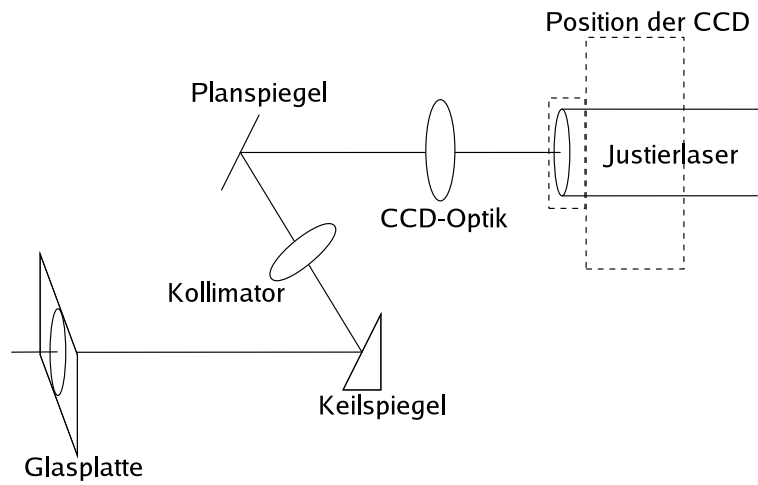 Position der CCD
Planspiegel
Justierlaser
CCD-Optik
Kollimator
Keilspiegel
Glasplatte